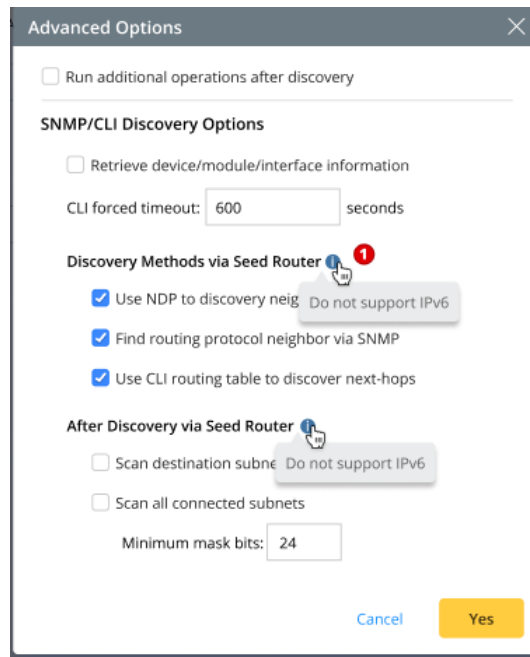 Advanced Options
Run additional operations after discovery
SNMP/CLI Discovery Options
Retrieve device/module/interface information
CLI forced timeout: 600 seconds
Discovery Methods via Seed Router 1
Use NDP to discovery
Do not support IPv6
Find routing protocol neighbor via SNMP
Use CLI routing table to discover next-hops
After Discovery via Seed Router
Scan destination
Do not support IPv6
Scan all connected subnets
Minimum mask bits: 24
Cancel Yes